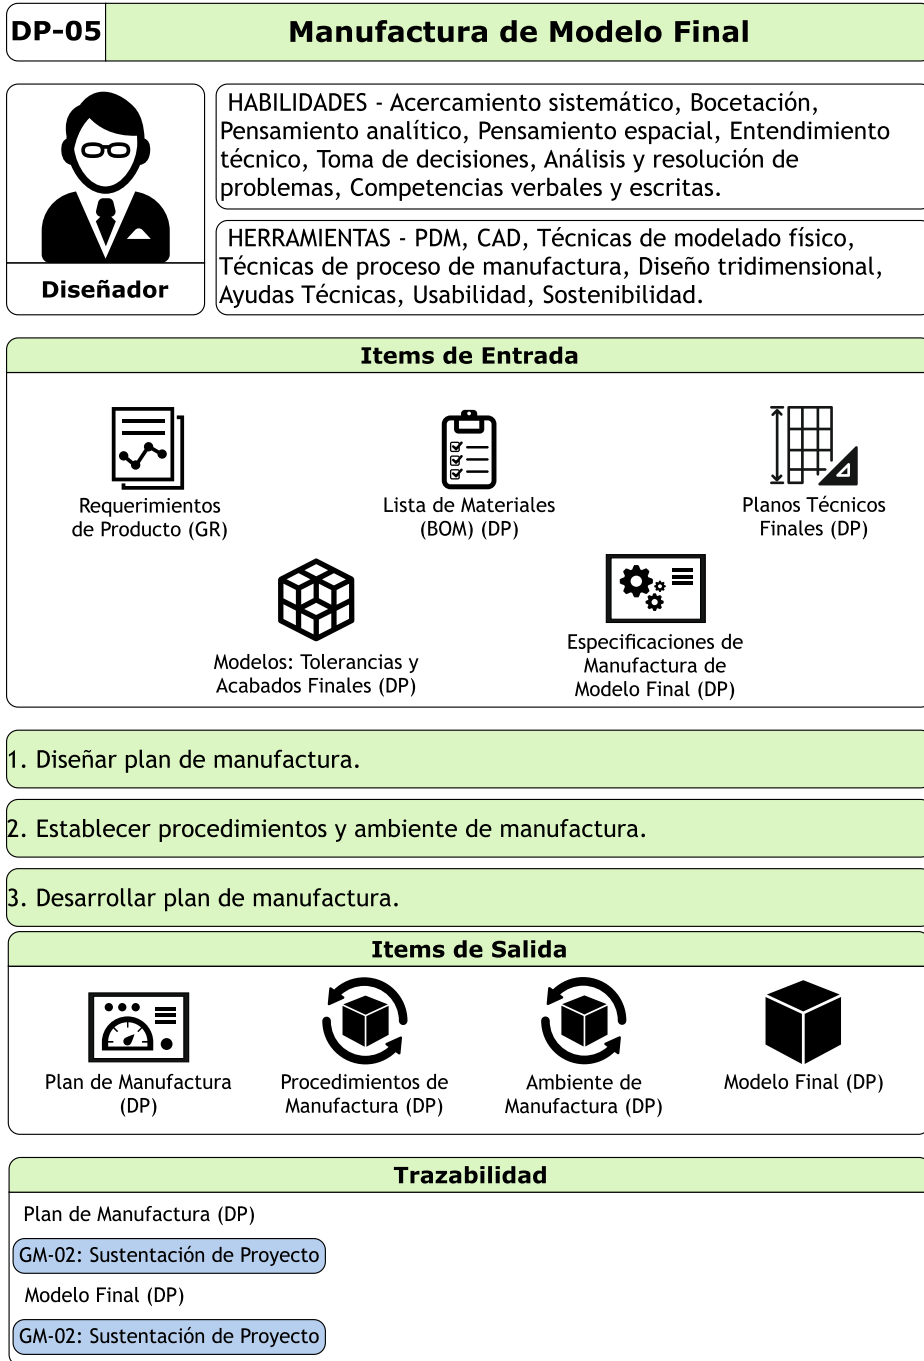 DP-05
Manufactura de Modelo Final
Diseñador
HABILIDADES - Acercamiento sistemático, Bocetación,
Pensamiento analítico, Pensamiento espacial, Entendimiento
técnico, Toma de decisiones, Análisis y resolución de
problemas, Competencias verbales y escritas.
HERRAMIENTAS - PDM, CAD, Técnicas de modelado físico,
Técnicas de proceso de manufactura, Diseño tridimensional,
Ayudas Técnicas, Usabilidad, Sostenibilidad.
Items de Entrada
Requerimientos
de Producto (GR)
Lista de Materiales
(BOM) (DP)
Planos Técnicos
Finales (DP)
Modelos: Tolerancias y
Acabados Finales (DP)
Especificaciones de
Manufactura de
Modelo Final (DP)
1. Diseñar plan de manufactura.
2. Establecer procedimientos y ambiente de manufactura.
3. Desarrollar plan de manufactura.
Items de Salida
Plan de Manufactura
(DP)
Procedimientos de
Manufactura (DP)
Ambiente de
Manufactura (DP)
Modelo Final (DP)
Trazabilidad
Plan de Manufactura (DP)
GM-02: Sustentación de Proyecto
Modelo Final (DP)
GM-02: Sustentación de Proyecto